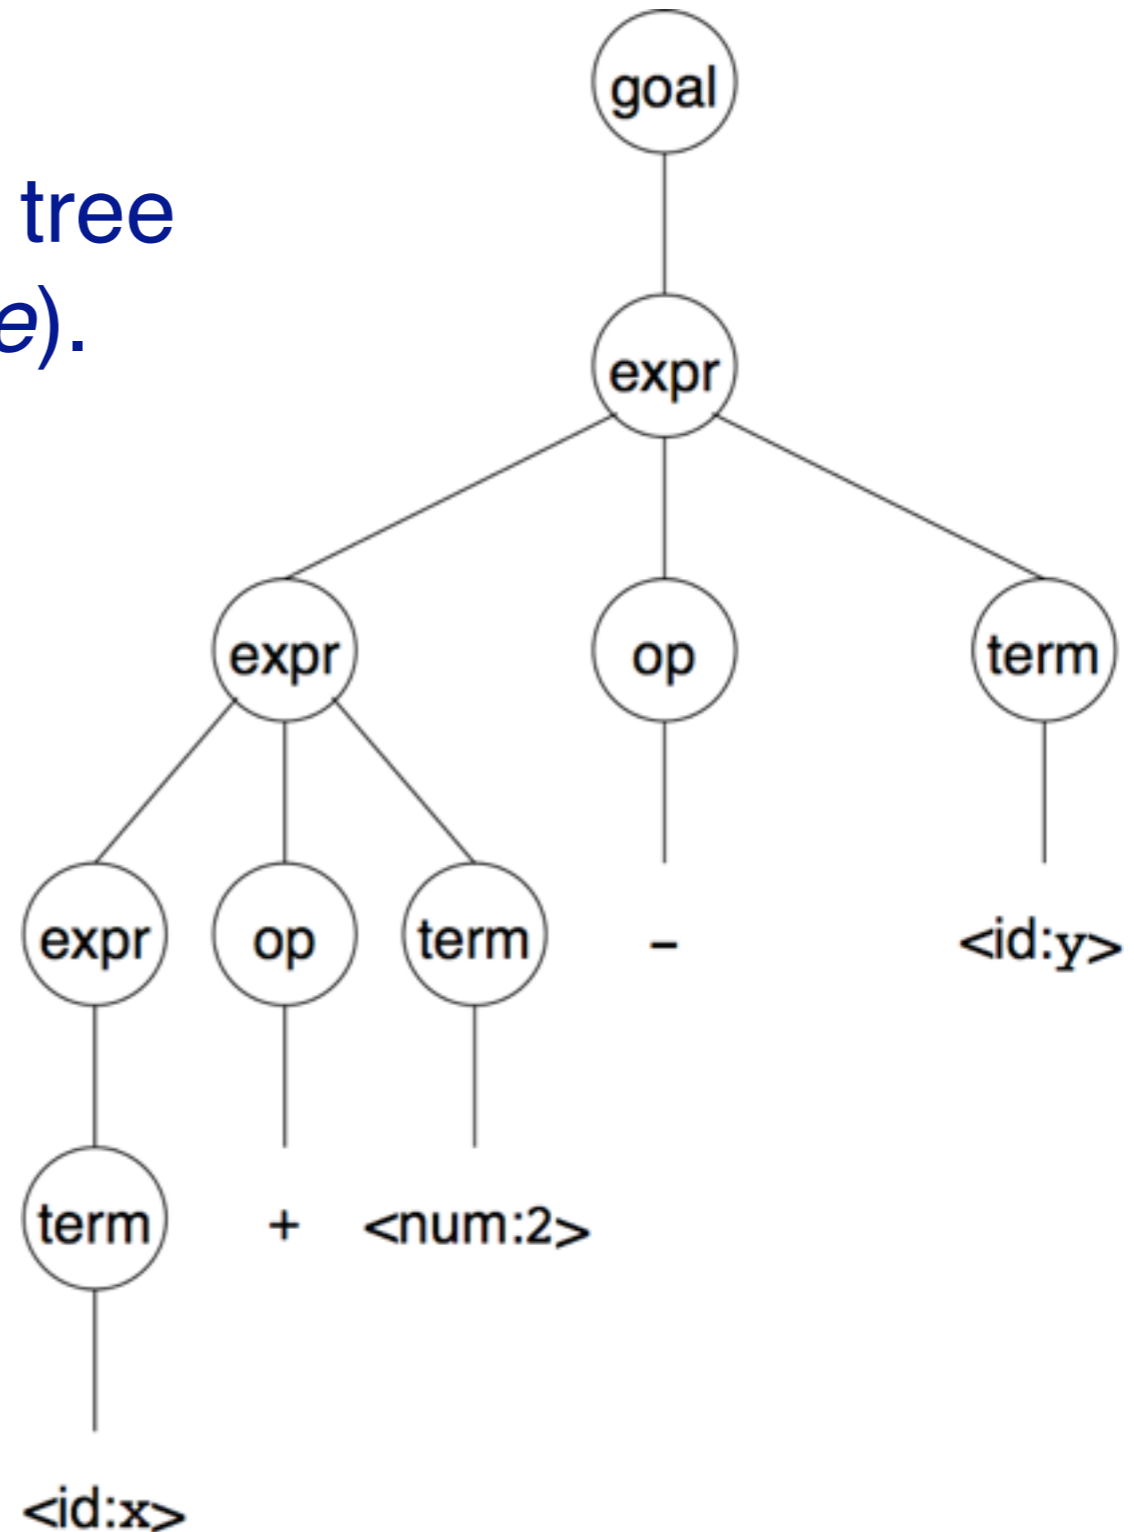 goal
tree
e).
expr
expr op term
expr op term – <id:y>
term + <num:2>
<id:x>